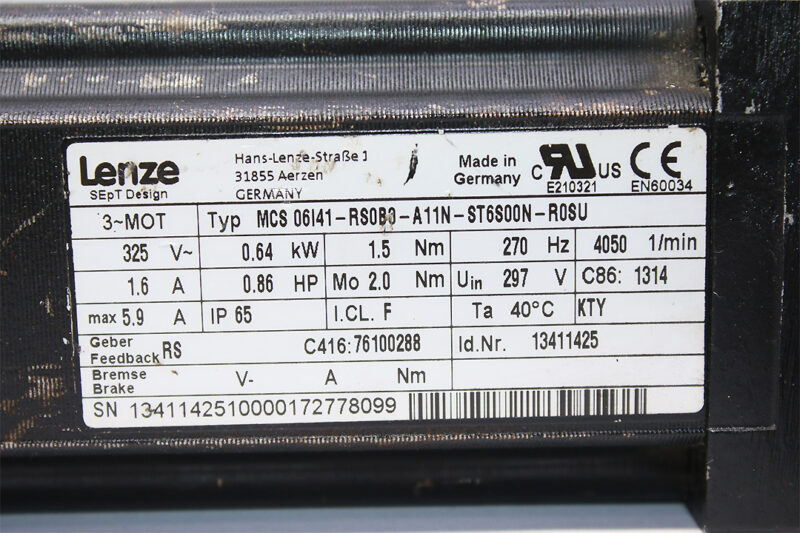 Lenze
SEpT Design
Hans-Lenze-Straße 1
31855 Aerzen
GERMANY
Made in
Germany
C UR US
E210321
CE
EN60034
3~MOT Typ MCS 06I41-RS0B0-A11N-ST6S00N-R0SU
325 V~ 0.64 kW 1.5 Nm 270 Hz 4050 1/min
1.6 A 0.86 HP Mo 2.0 Nm Uin 297 V C86: 1314
max 5.9 A IP 65 I.CL. F Ta 40°C KTY
Geber
Feedback RS C416:76100288 Id.Nr. 13411425
Bremse
Brake V- A Nm
SN 1341142510000172778099